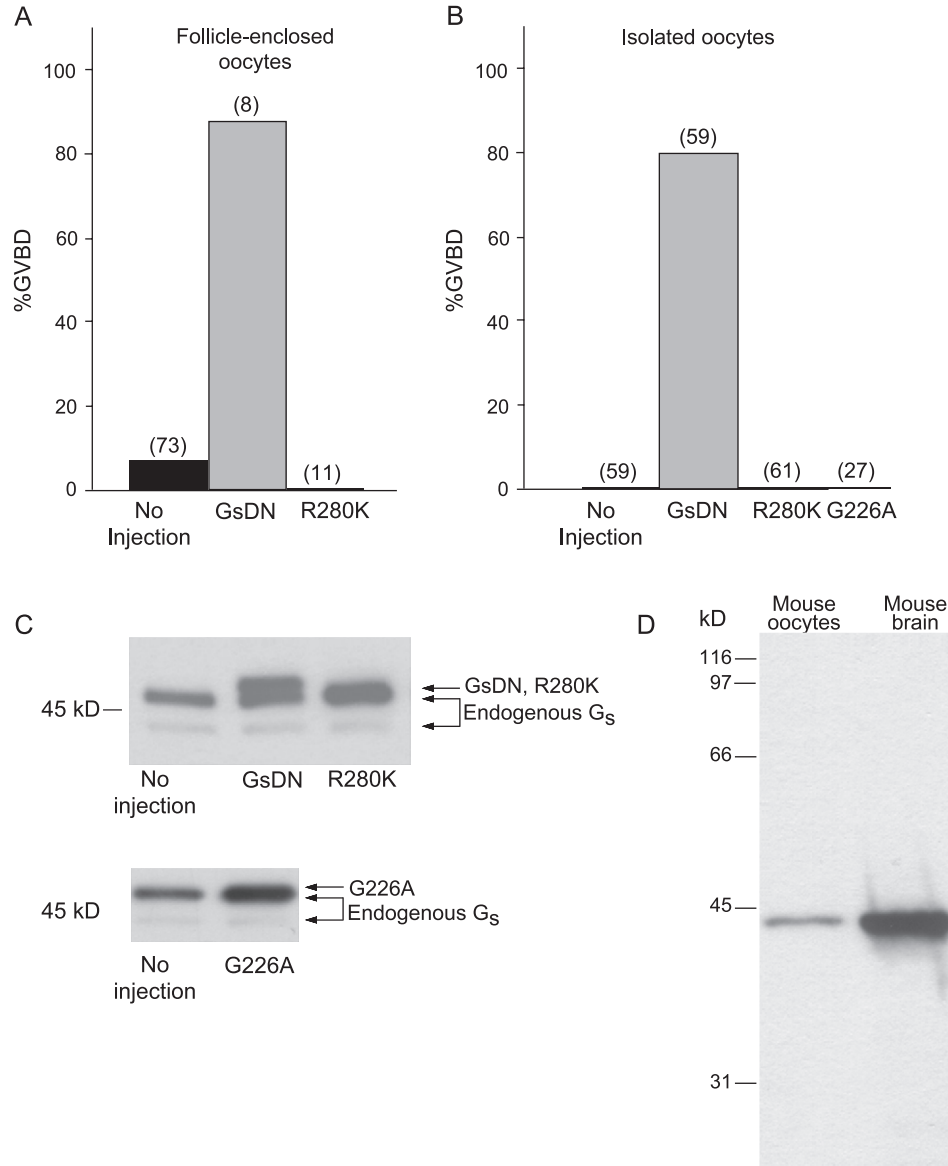 A
Follicle-enclosed
oocytes
%GVBD
100
80
60
40
20
0
(73)
(8)
(11)
No
Injection
GsDN
R280K
B
Isolated oocytes
%GVBD
100
80
60
40
20
0
(59)
(59)
(61)
(27)
No
Injection
GsDN
R280K
G226A
C
45 kD
GsDN, R280K
Endogenous Gs
No
injection
GsDN
R280K
45 kD
G226A
Endogenous Gs
No
injection
G226A
D
kD
Mouse
oocytes
Mouse
brain
116
97
66
45
31